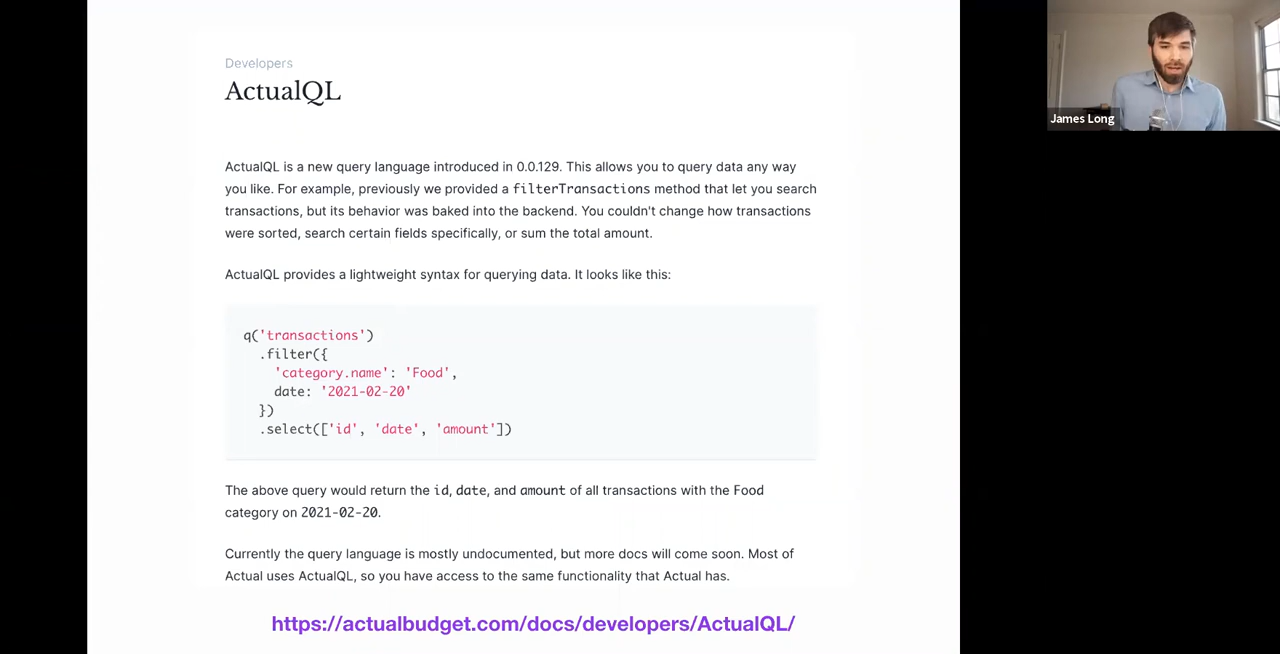 Developers
ActualQL
ActualQL is a new query language introduced in 0.0.129. This allows you to query data any way
you like. For example, previously we provided a filterTransactions method that let you search
transactions, but its behavior was baked into the backend. You couldn't change how transactions
were sorted, search certain fields specifically, or sum the total amount.
ActualQL provides a lightweight syntax for querying data. It looks like this:
q('transactions')
.filter({
'category.name': 'Food',
date: '2021-02-20'
})
.select(['id', 'date', 'amount'])
The above query would return the id, date, and amount of all transactions with the Food
category on 2021-02-20.
Currently the query language is mostly undocumented, but more docs will come soon. Most of
Actual uses ActualQL, so you have access to the same functionality that Actual has.
https://actualbudget.com/docs/developers/ActualQL/
James Long